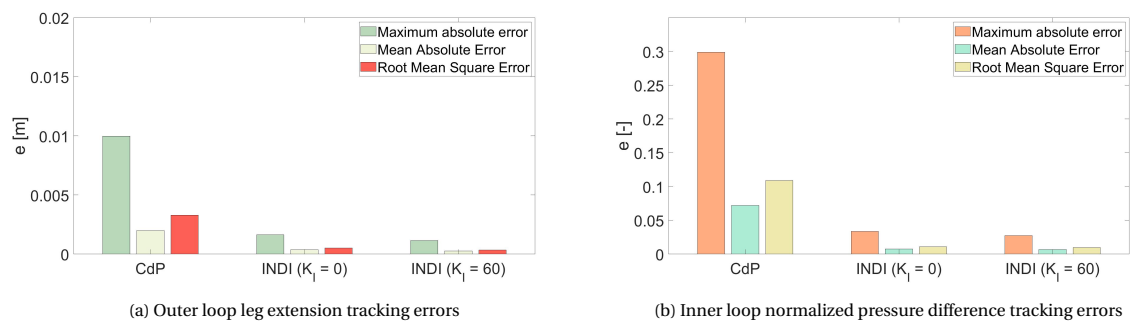 0.02
0.015
0.01
0.005
0
e [m]
Maximum absolute error
Mean Absolute Error
Root Mean Square Error
CdP
INDI (K_I = 0)
INDI (K_I = 60)
(a) Outer loop leg extension tracking errors
0.3
0.25
0.2
0.15
0.1
0.05
0
e [-]
Maximum absolute error
Mean Absolute Error
Root Mean Square Error
CdP
INDI (K_I = 0)
INDI (K_I = 60)
(b) Inner loop normalized pressure difference tracking errors